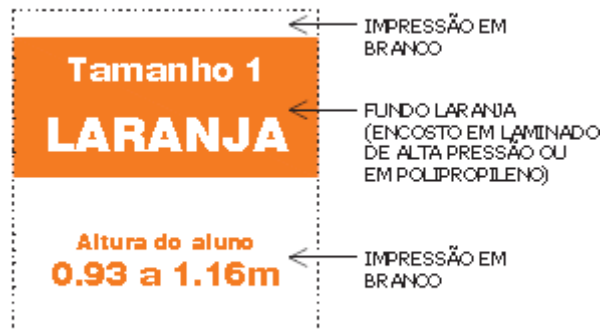 IMPRESSÃO EM
BRANCO
Tamanho 1
LARANJA
FUNDO LARANJA
(ENCOSTO EM LAMINADO
DE ALTA PRESSÃO OU
EM POLIPROPILENO)
Altura do aluno
0.93 a 1.16m
IMPRESSÃO EM
BRANCO